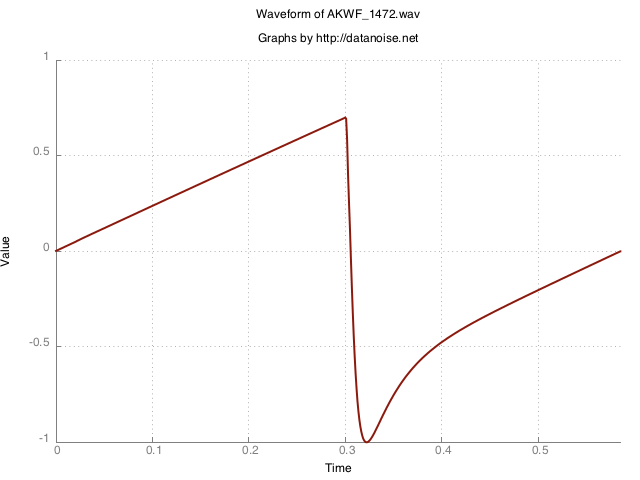 Waveform of AKWF_1472.wav
Graphs by http://datanoise.net
1
0.5
0
-0.5
-1
Value
0 0.1 0.2 0.3 0.4 0.5
Time